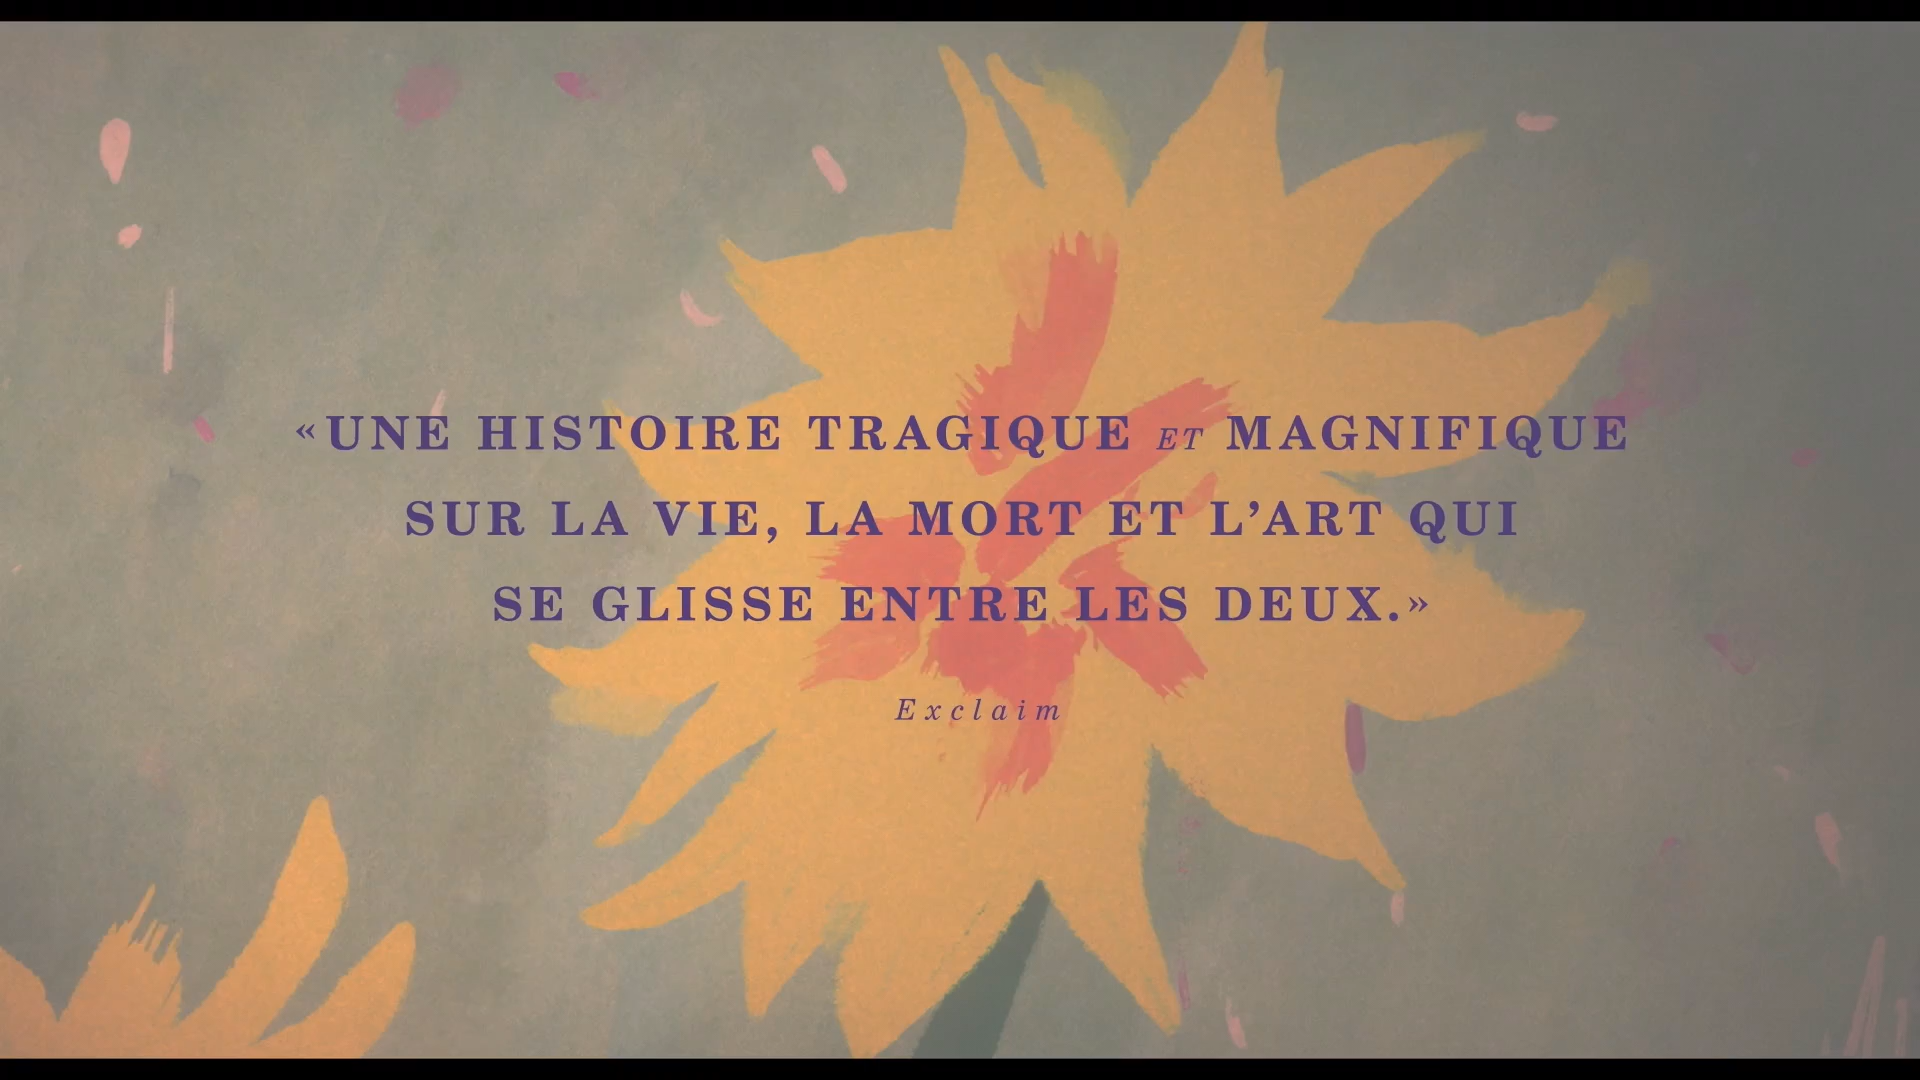 «UNE HISTOIRE TRAGIQUE ET MAGNIFIQUE
SUR LA VIE, LA MORT ET L’ART QUI
SE GLISSE ENTRE LES DEUX.»
Exclaim